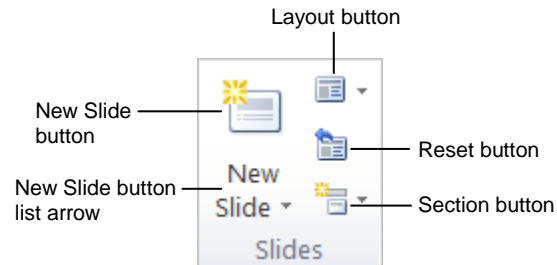 Layout button
New Slide
button
New Slide button
list arrow
New
Slide
Slides
Reset button
Section button